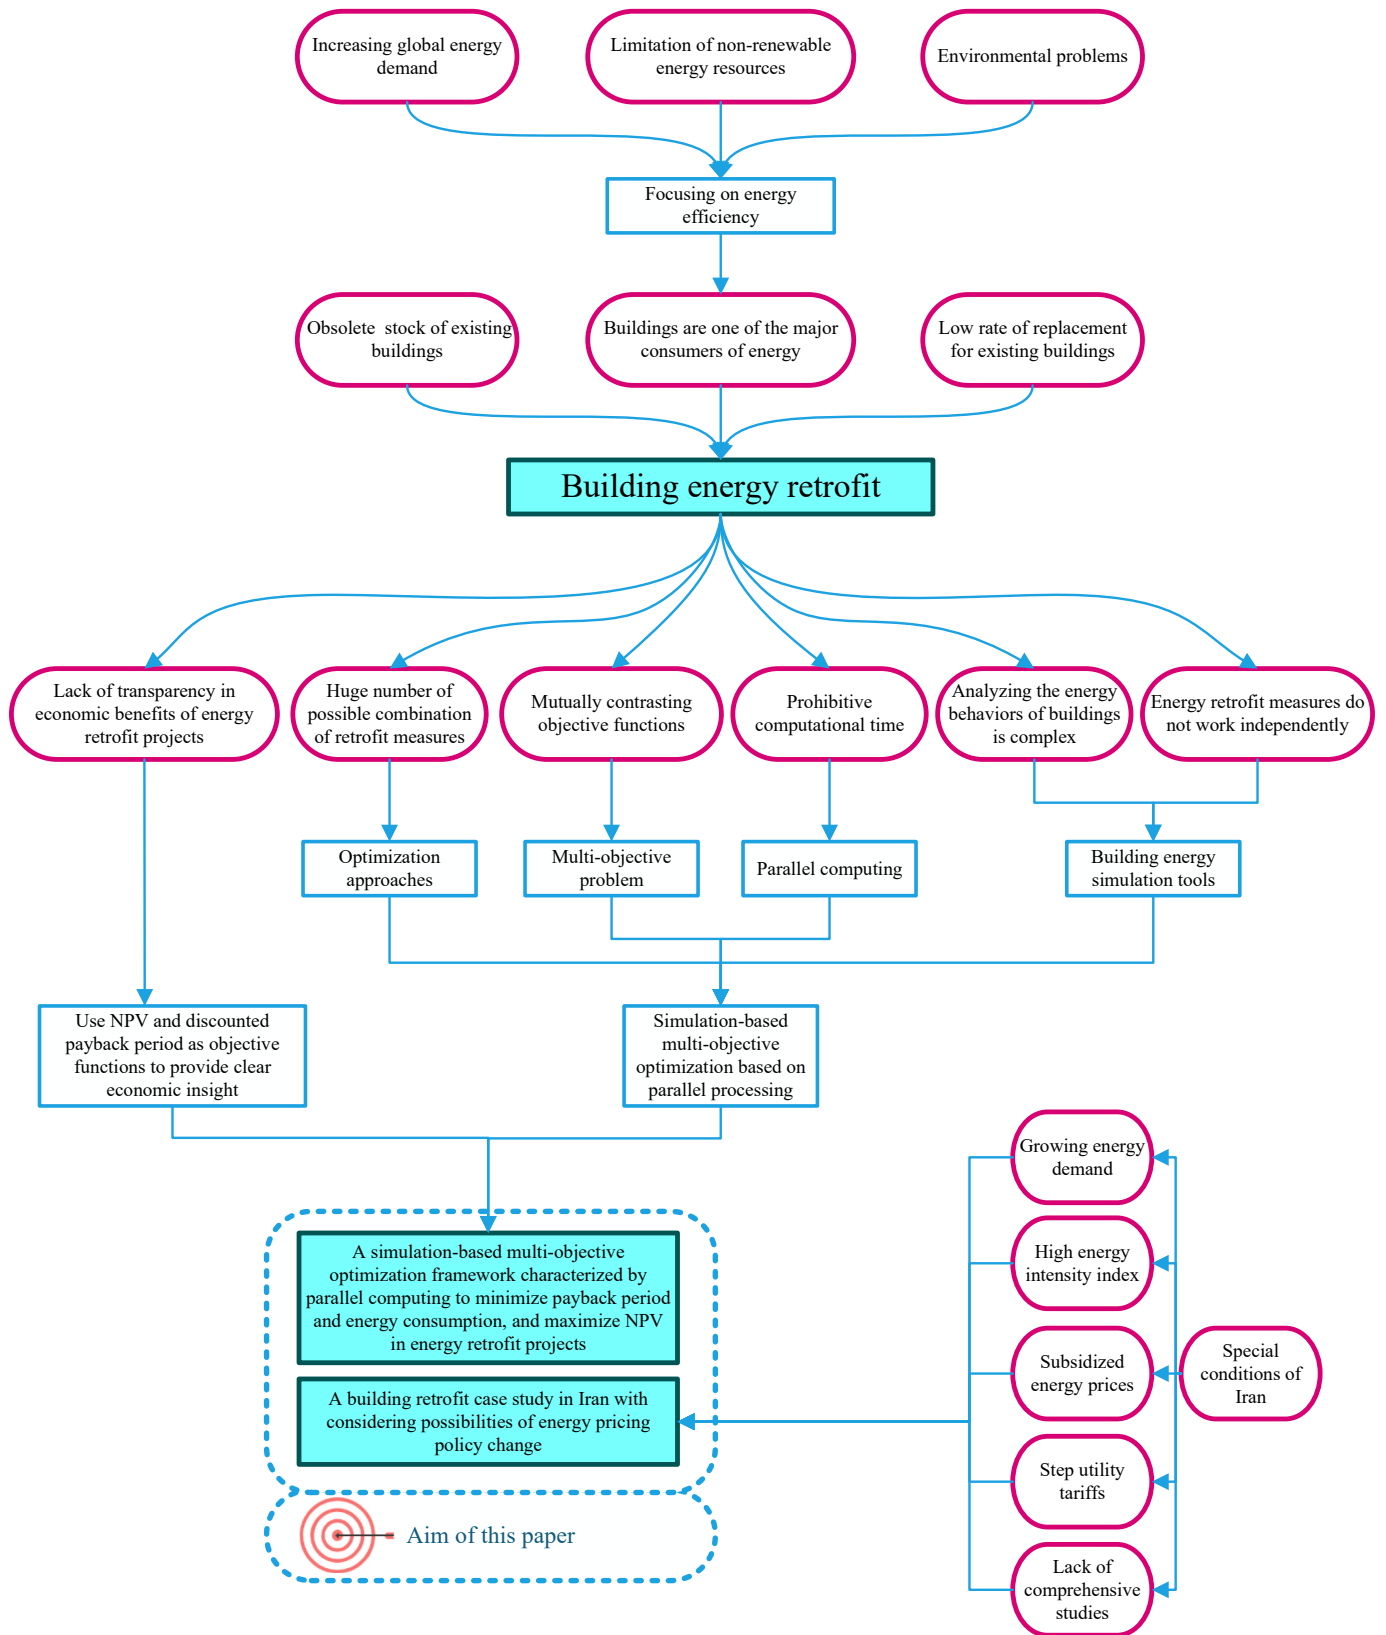 Increasing global energy
demand
Limitation of non-renewable
energy resources
Environmental problems
Focusing on energy
efficiency
Obsolete stock of existing
buildings
Buildings are one of the major
consumers of energy
Low rate of replacement
for existing buildings
Building energy retrofit
Lack of transparency in
economic benefits of energy
retrofit projects
Huge number of
possible combination
of retrofit measures
Mutually contrasting
objective functions
Prohibitive
computational time
Analyzing the energy
behaviors of buildings
is complex
Energy retrofit measures do
not work independently
Optimization
approaches
Multi-objective
problem
Parallel computing
Building energy
simulation tools
Use NPV and discounted
payback period as objective
functions to provide clear
economic insight
Simulation-based
multi-objective
optimization based on
parallel processing
Growing energy
demand
High energy
intensity index
Subsidized
energy prices
Step utility
tariffs
Lack of
comprehensive
studies
Special
conditions of
Iran
A simulation-based multi-objective
optimization framework characterized by
parallel computing to minimize payback period
and energy consumption, and maximize NPV
in energy retrofit projects
A building retrofit case study in Iran with
considering possibilities of energy pricing
policy change
Aim of this paper